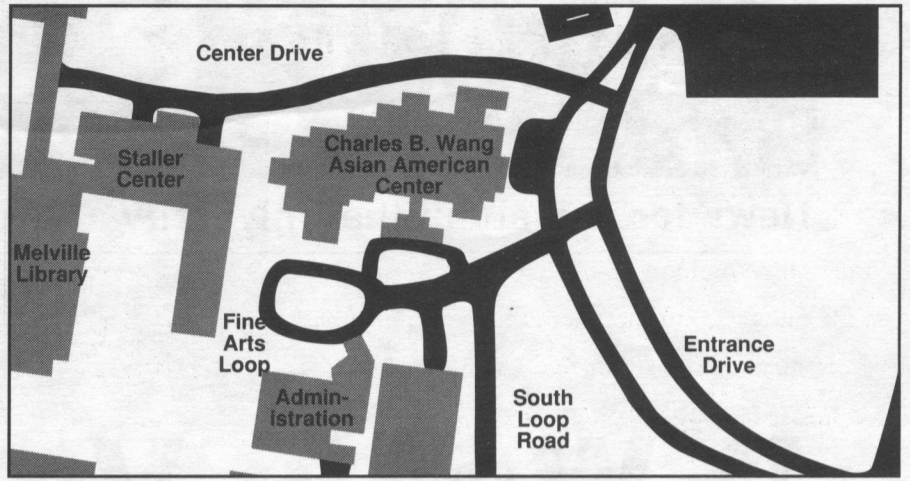 Center Drive
Charles B. Wang
Asian American
Center
Staller
Center
Melville
Library
Fine
Arts
Loop
Entrance
Drive
Admin-
istration
South
Loop
Road